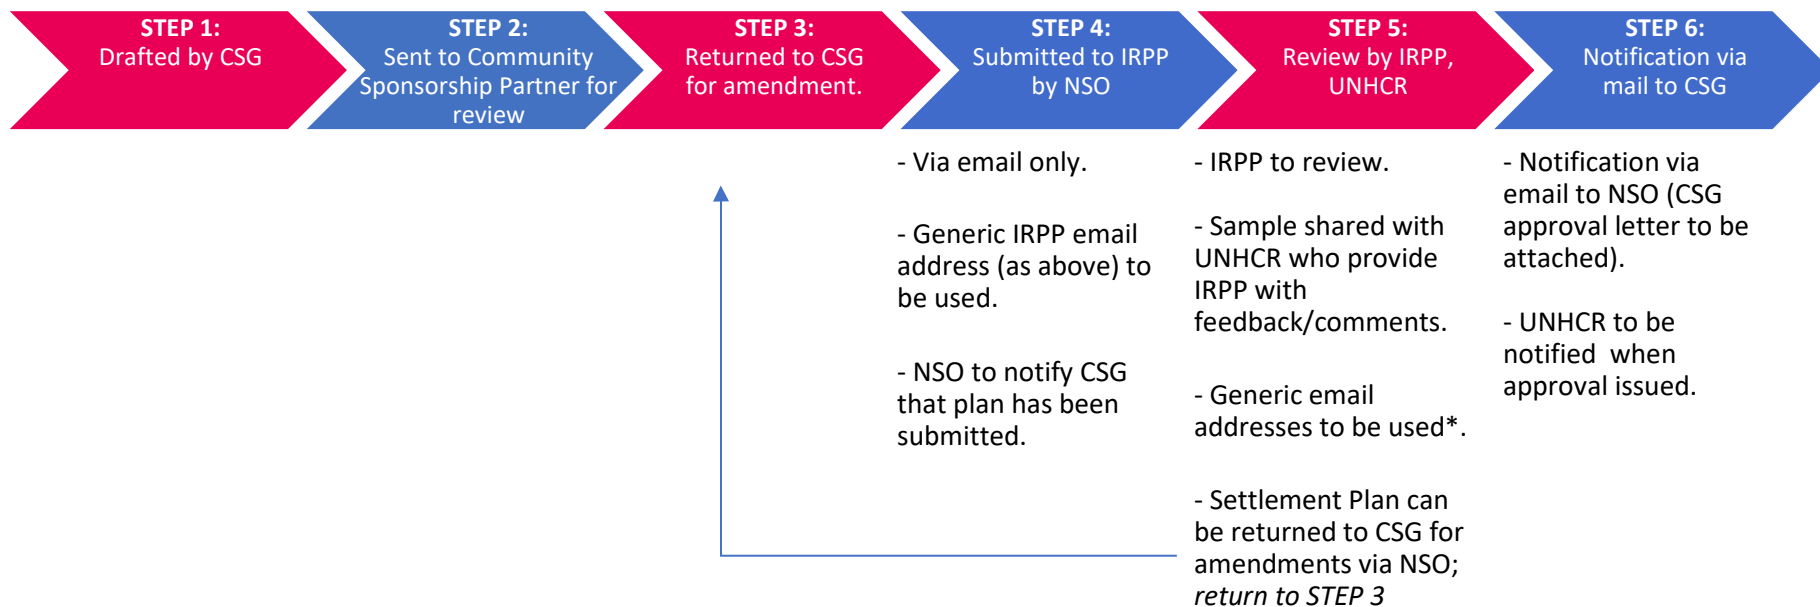 STEP 1:
Drafted by CSG
STEP 2:
Sent to Community
Sponsorship Partner for
review
STEP 3:
Returned to CSG
for amendment.
STEP 4:
Submitted to IRPP
by NSO
STEP 5:
Review by IRPP,
UNHCR
STEP 6:
Notification via
mail to CSG
- Via email only.
- Generic IRPP email
address (as above) to
be used.
- NSO to notify CSG
that plan has been
submitted.
- IRPP to review.
- Sample shared with
UNHCR who provide
IRPP with
feedback/comments.
- Generic email
addresses to be used*.
- Settlement Plan can
be returned to CSG for
amendments via NSO;
return to STEP 3
- Notification via
email to NSO (CSG
approval letter to be
attached).
- UNHCR to be
notified  when
approval issued.